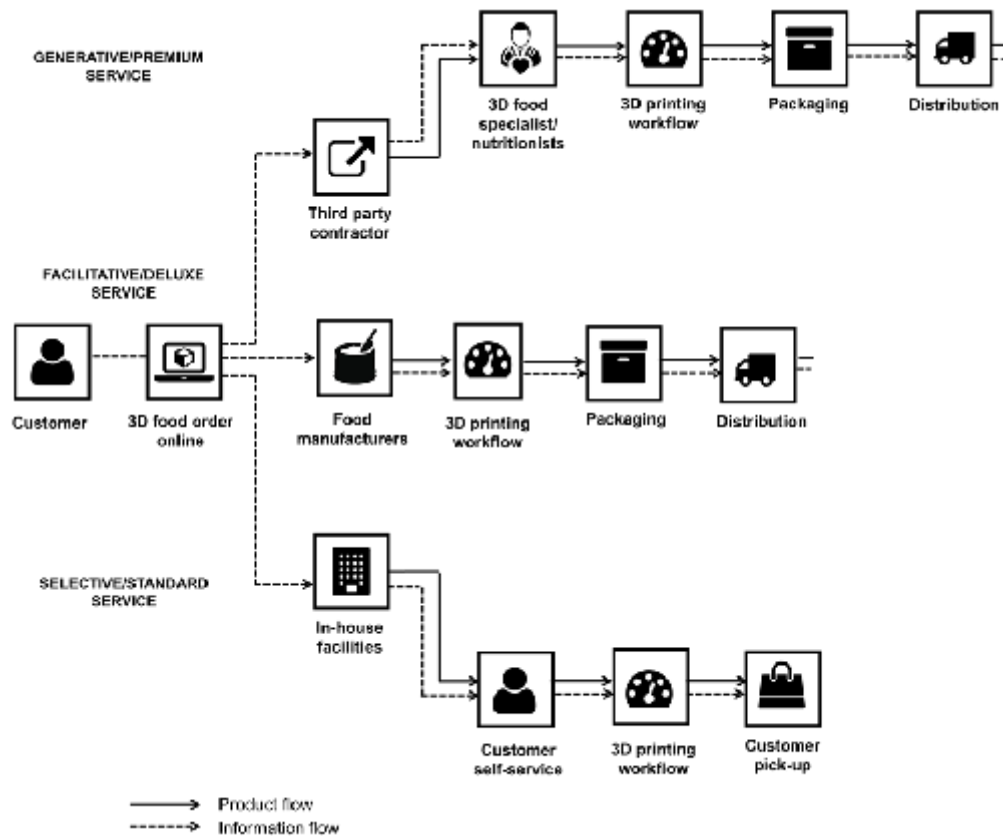 GENERATIVE/PREMIUM
SERVICE
3D food
specialist/
nutritionists
3D printing
workflow
Packaging
Distribution
Third party
contractor
FACILITATIVE/DELUXE
SERVICE
Customer
3D food order
online
Food
manufacturers
3D printing
workflow
Packaging
Distribution
SELECTIVE/STANDARD
SERVICE
In-house
facilities
Customer
self-service
3D printing
workflow
Customer
pick-up
Product flow
Information flow